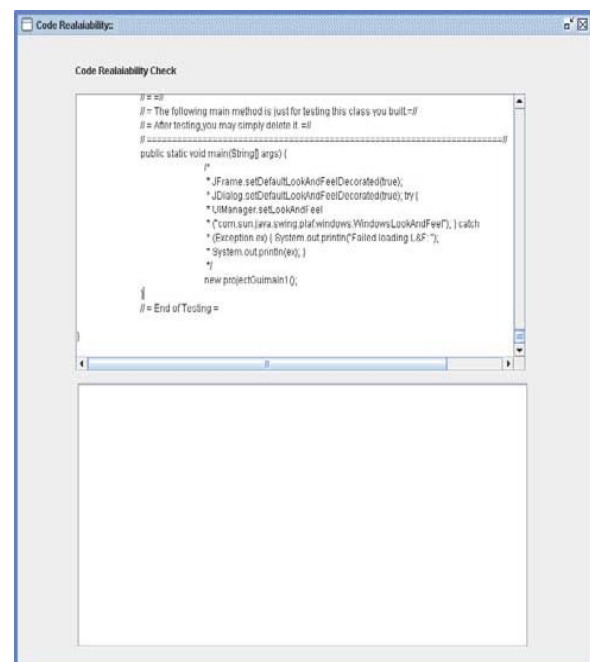 Code Realaiability::
Code Realaiability Check
// = =//
// = The following main method is just for testing this class you built.=//
// = After testing,you may simply delete it. =//
// ======================================================================//
public static void main(String[] args) {
/*
* JFrame.setDefaultLookAndFeelDecorated(true);
* JDialog.setDefaultLookAndFeelDecorated(true); try {
* UIManager.setLookAndFeel
* ("com.sun.java.swing.plaf.windows.WindowsLookAndFeel"); } catch
* (Exception ex) { System.out.println("Failed loading L&F: ");
* System.out.println(ex); }
*/
new projectGuimain1();
}
// = End of Testing =
}